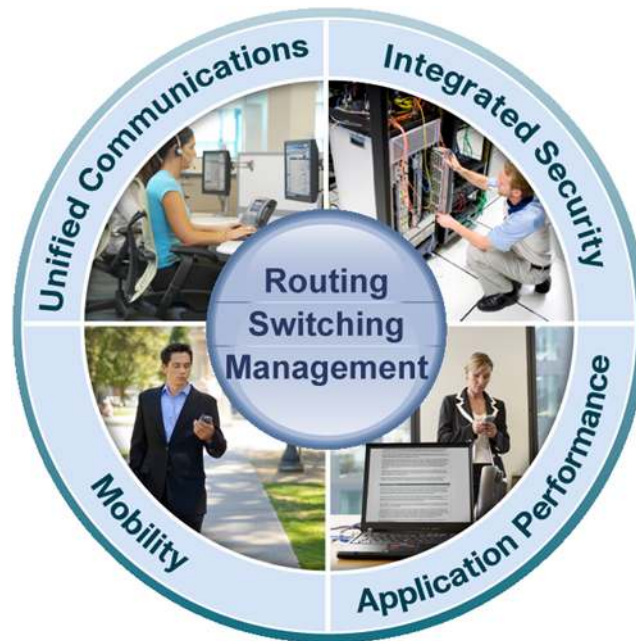 Unified Communications
Integrated Security
Routing
Switching
Management
Mobility
Application Performance